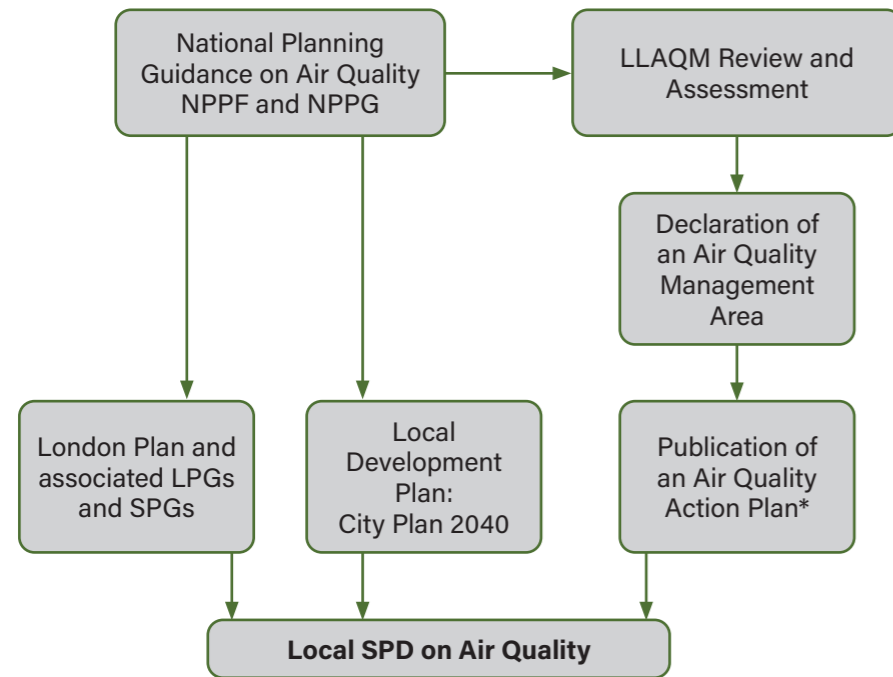 National Planning
Guidance on Air Quality
NPPF and NPPG
LLAQM Review and
Assessment
Declaration of
an Air Quality
Management
Area
London Plan and
associated LPGs
and SPGs
Local
Development
Plan:
City Plan 2040
Publication of
an Air Quality
Action Plan*
Local SPD on Air Quality